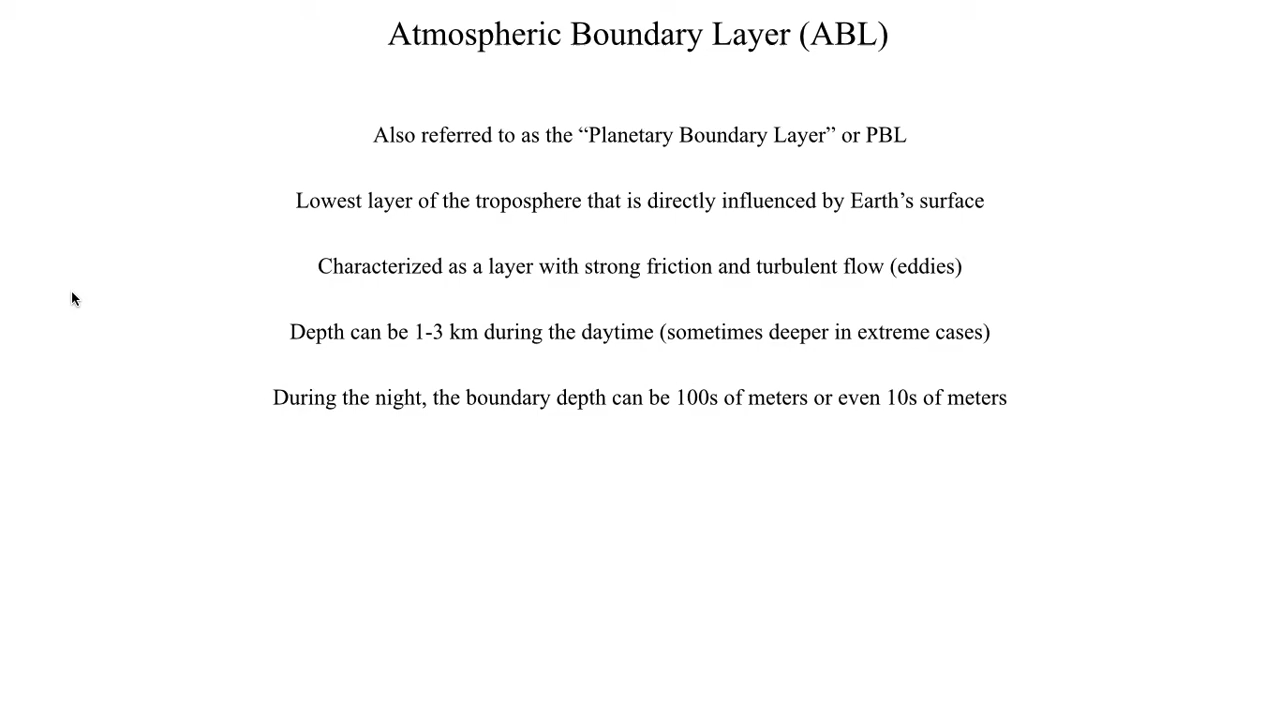 Atmospheric Boundary Layer (ABL)
Also referred to as the “Planetary Boundary Layer” or PBL
Lowest layer of the troposphere that is directly influenced by Earth’s surface
Characterized as a layer with strong friction and turbulent flow (eddies)
Depth can be 1-3 km during the daytime (sometimes deeper in extreme cases)
During the night, the boundary depth can be 100s of meters or even 10s of meters